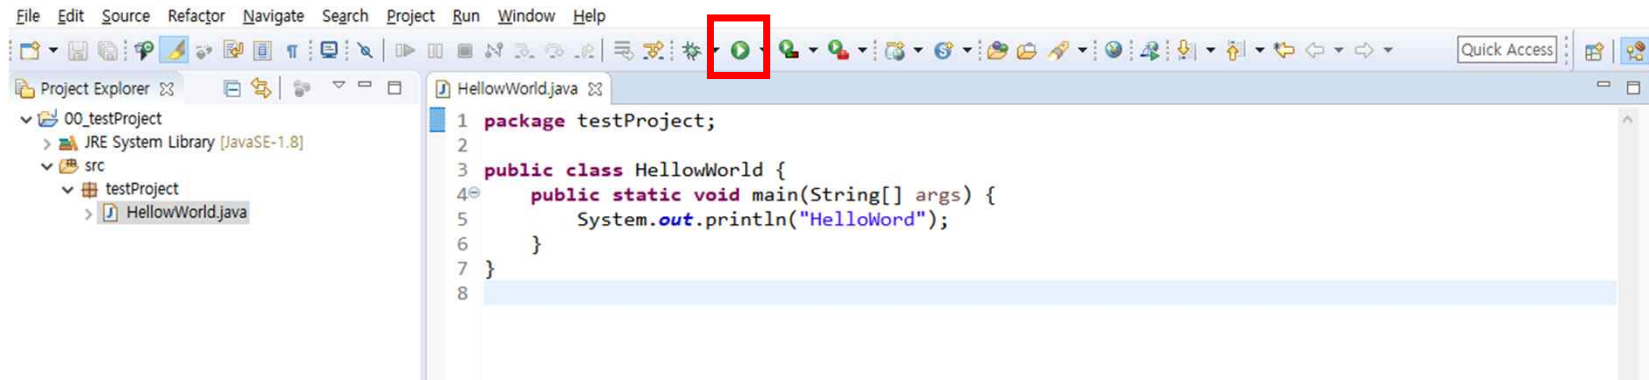 File Edit Source Refactor Navigate Search Project Run Window Help
Quick Access
Project Explorer
00_testProject
JRE System Library [JavaSE-1.8]
src
testProject
HellowWorld.java
HellowWorld.java
1 package testProject;
2
3 public class HellowWorld {
4 public static void main(String[] args) {
5 System.out.println("HelloWord");
6 }
7 }
8